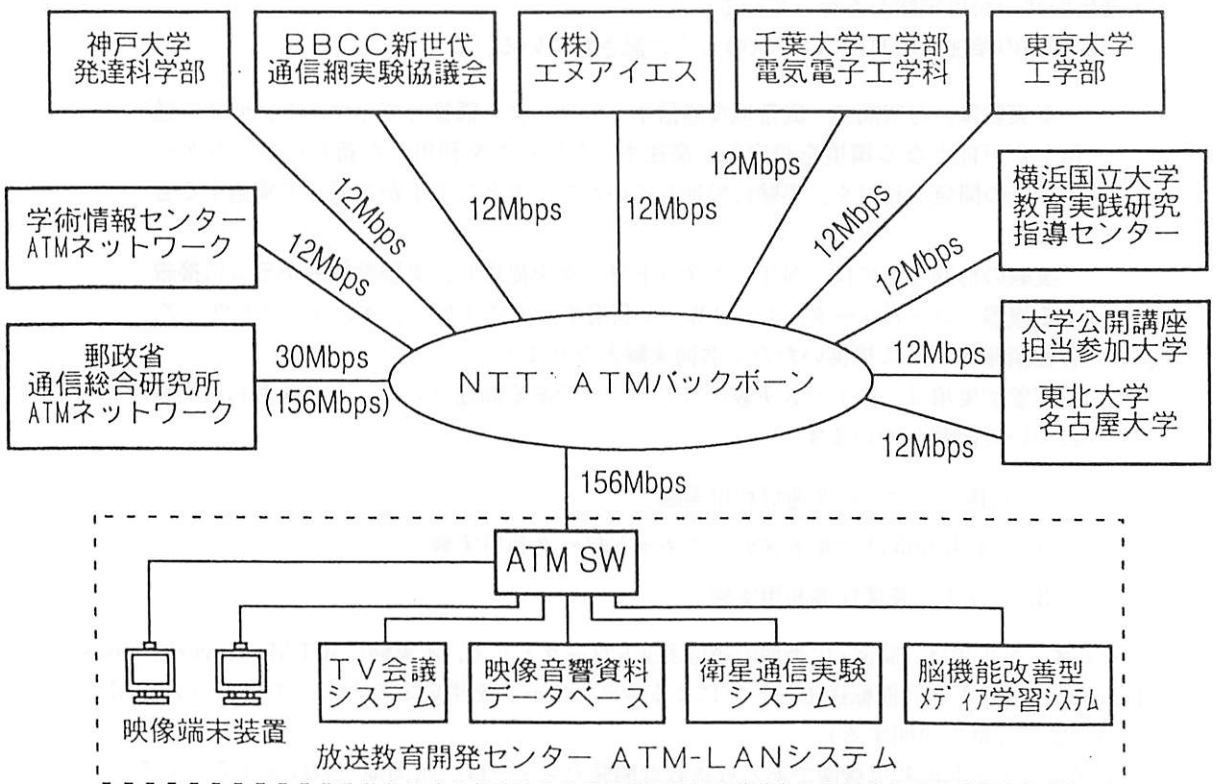 神戸大学
発達科学部
BBCC新世代
通信網実験協議会
(株)
エヌアイエス
千葉大学工学部
電気電子工学科
東京大学
工学部
学術情報センター
ATMネットワーク
12Mbps
12Mbps
12Mbps
12Mbps
12Mbps
12Mbps
12Mbps
横浜国立大学
教育実践研究
指導センター
郵政省
通信総合研究所
ATMネットワーク
30Mbps
(156Mbps)
NTT:ATMバックボーン
12Mbps
12Mbps
大学公開講座
担当参加大学
東北大学
名古屋大学
156Mbps
ATM SW
映像端末装置
TV会議
システム
映像音響資料
データベース
衛星通信実験
システム
脳機能改善型
メディア学習システム
放送教育開発センター ATM-LANシステム